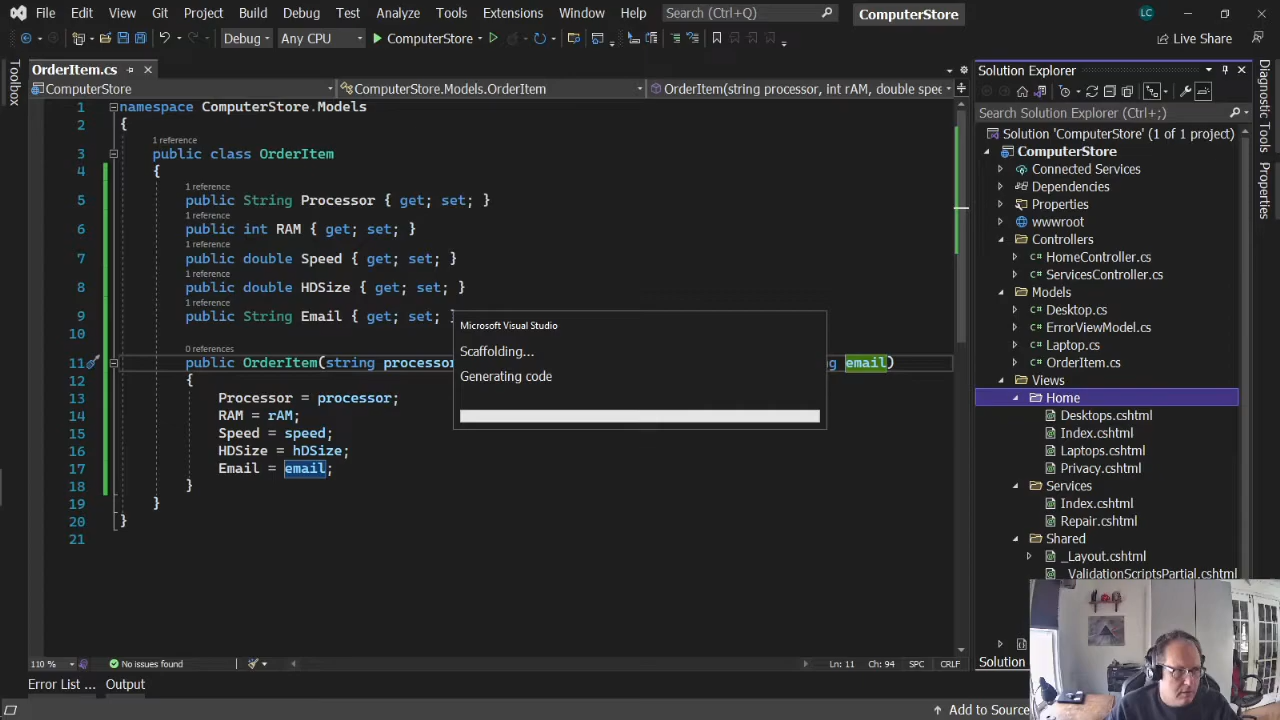 File Edit View Git Project Build Debug Test Analyze Tools Extensions Window Help Search (Ctrl+Q) ComputerStore LC
Debug Any CPU ComputerStore Live Share
Toolbox
OrderItem.cs
ComputerStore ComputerStore.Models.OrderItem OrderItem(string processor, int rAM, double speed
1 namespace ComputerStore.Models
2 {
1 reference
3 public class OrderItem
4 {
1 reference
5 public String Processor { get; set; }
1 reference
6 public int RAM { get; set; }
1 reference
7 public double Speed { get; set; }
1 reference
8 public double HDSize { get; set; }
1 reference
9 public String Email { get; set; }
10
0 references
11 public OrderItem(string processor email)
12 {
13 Processor = processor;
14 RAM = rAM;
15 Speed = speed;
16 HDSize = hDSize;
17 Email = email;
18 }
19 }
20 }
21
Microsoft Visual Studio
Scaffolding...
Generating code
110 % No issues found Ln: 11 Ch: 94 SPC CRLF
Error List ... Output
Solution Explorer
Search Solution Explorer (Ctrl+;)
Solution 'ComputerStore' (1 of 1 project)
ComputerStore
Connected Services
Dependencies
Properties
wwwroot
Controllers
HomeController.cs
ServicesController.cs
Models
Desktop.cs
ErrorViewModel.cs
Laptop.cs
OrderItem.cs
Views
Home
Desktops.cshtml
Index.cshtml
Laptops.cshtml
Privacy.cshtml
Services
Index.cshtml
Repair.cshtml
Shared
_Layout.cshtml
_ValidationScriptsPartial.cshtml
Diagnostic Tools
Properties
Add to Source